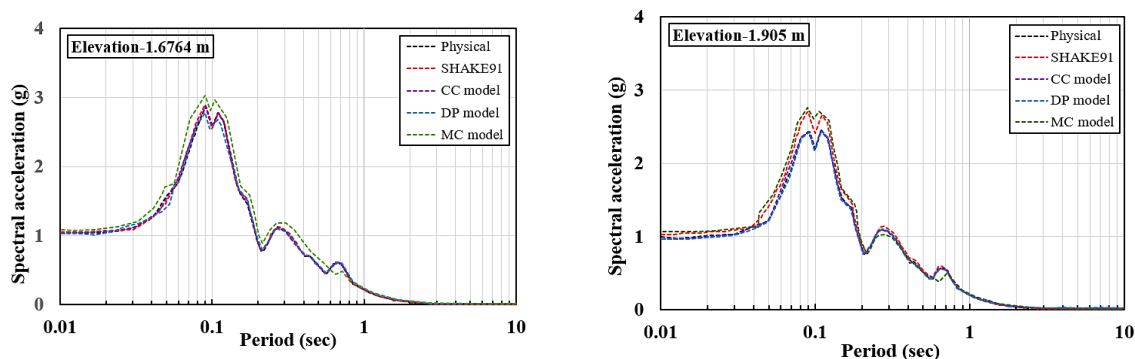 Elevation-1.6764 m
Physical
SHAKE91
CC model
DP model
MC model
Spectral acceleration (g)
4
3
2
1
0
0.01
0.1
1
10
Period (sec)
Elevation-1.905 m
Physical
SHAKE91
CC model
DP model
MC model
Spectral acceleration (g)
4
3
2
1
0
0.01
0.1
1
10
Period (sec)